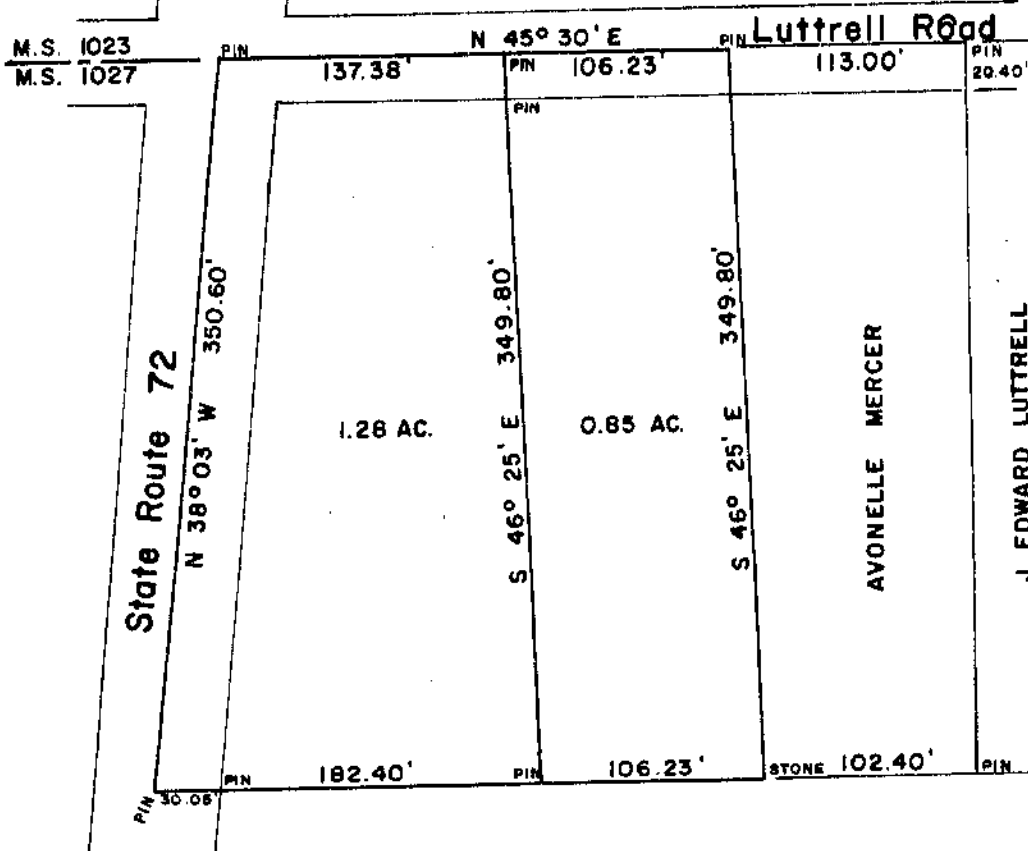 M.S. 1023
M.S. 1027
PIN
N 45° 30' E
PIN
Luttrell Road
137.38'
PIN
106.23'
113.00'
PIN
20.40'
PIN
State Route 72
N 38° 03' W 350.60'
1.28 AC.
S 46° 25' E 349.80'
0.85 AC.
S 46° 25' E 349.80'
AVONELLE MERCER
J. EDWARD LUTTRELL
PIN
30.05'
PIN
182.40'
PIN
106.23'
STONE
102.40'
PIN